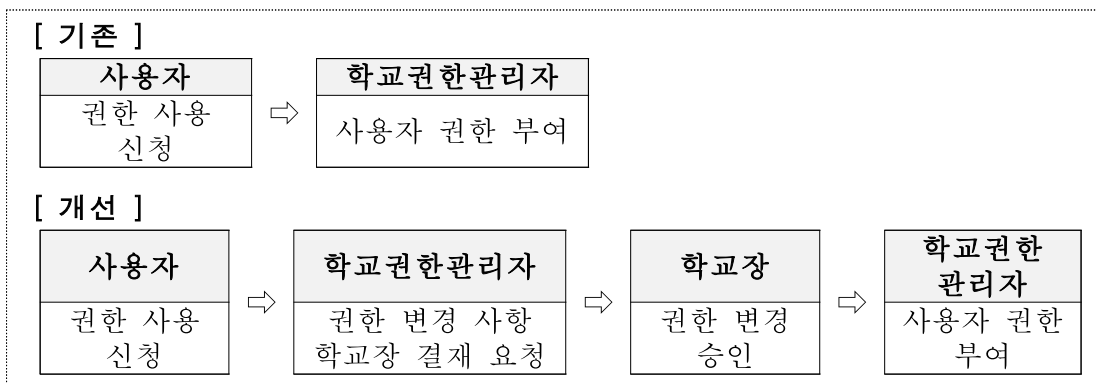 [ 기존 ]
사용자
권한 사용
신청
⇨
학교권한관리자
사용자 권한 부여
[ 개선 ]
사용자
권한 사용
신청
⇨
학교권한관리자
권한 변경 사항
학교장 결재 요청
⇨
학교장
권한 변경
승인
⇨
학교권한
관리자
사용자 권한
부여